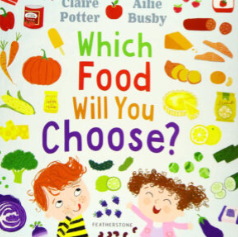 Claire Ailie
Potter Busby
Which
Food
Will You
Choose?
FEATHERSTONE